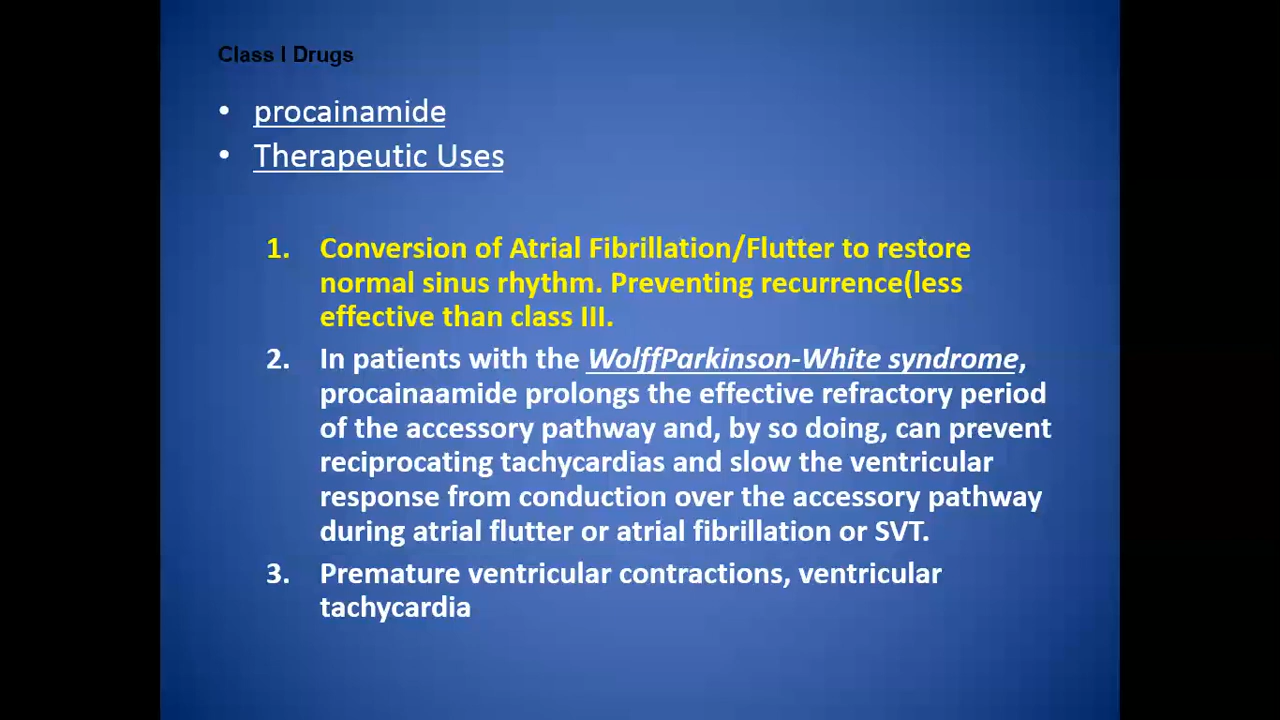 Class I Drugs
• procainamide
• Therapeutic Uses
1. Conversion of Atrial Fibrillation/Flutter to restore
normal sinus rhythm. Preventing recurrence(less
effective than class III.
2. In patients with the WolffParkinson-White syndrome,
procainaamide prolongs the effective refractory period
of the accessory pathway and, by so doing, can prevent
reciprocating tachycardias and slow the ventricular
response from conduction over the accessory pathway
during atrial flutter or atrial fibrillation or SVT.
3. Premature ventricular contractions, ventricular
tachycardia